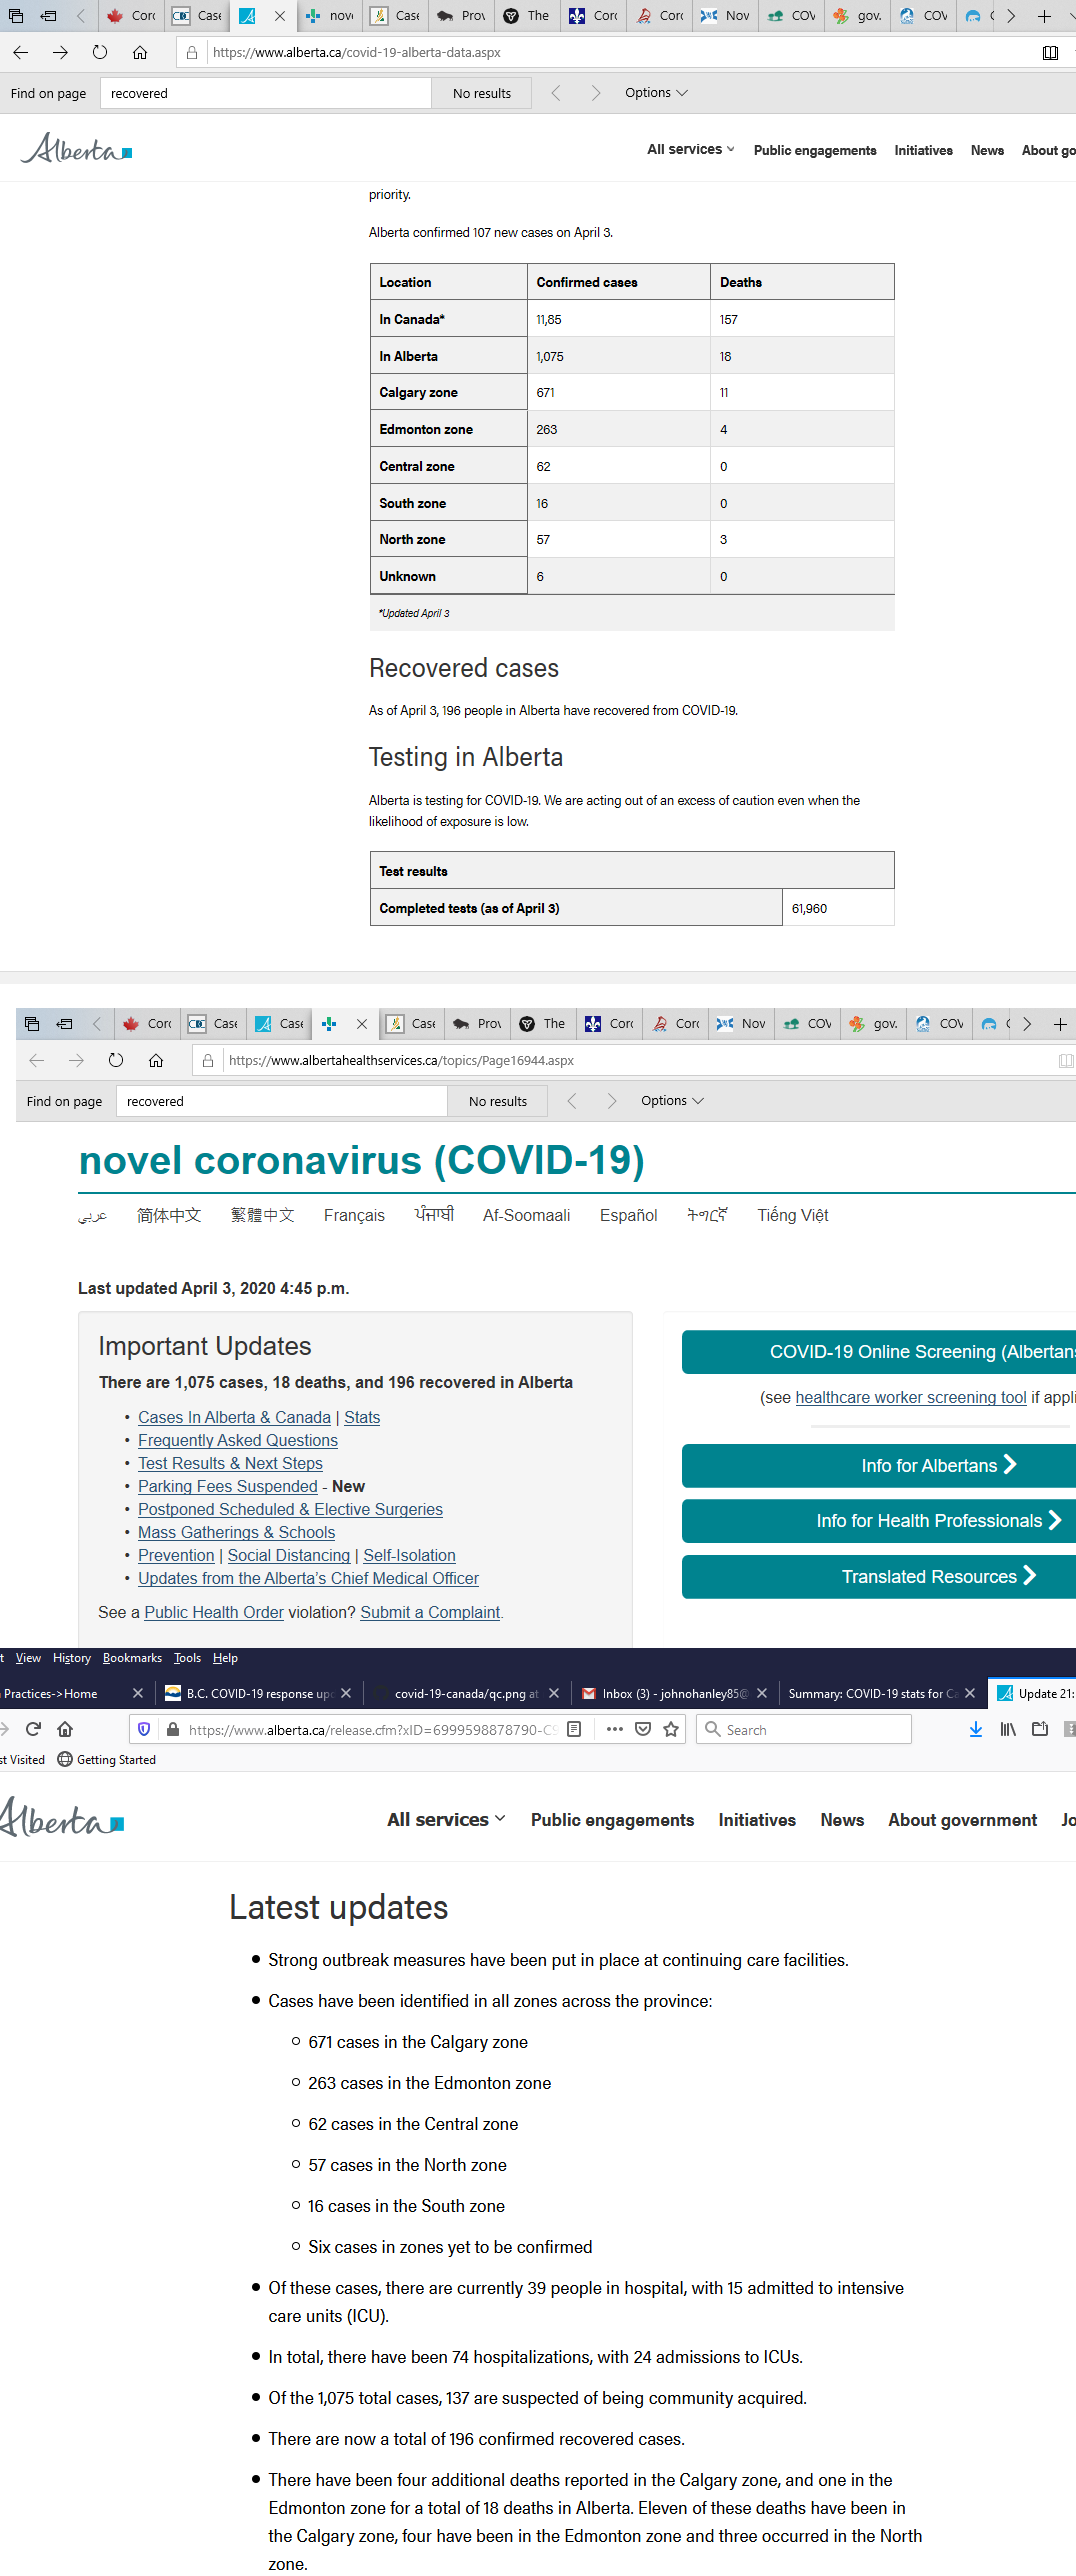 Corc
Case
nov
Case
Prov
The
Corc
Corc
Nov
COV
gov.
COV
https://www.alberta.ca/covid-19-alberta-data.aspx
Find on page recovered No results Options
Alberta
All services Public engagements Initiatives News About go
priority.
Alberta confirmed 107 new cases on April 3.
Location Confirmed cases Deaths
In Canada* 11,85 157
In Alberta 1,075 18
Calgary zone 671 11
Edmonton zone 263 4
Central zone 62 0
South zone 16 0
North zone 57 3
Unknown 6 0
*Updated April 3
Recovered cases
As of April 3, 196 people in Alberta have recovered from COVID-19.
Testing in Alberta
Alberta is testing for COVID-19. We are acting out of an excess of caution even when the
likelihood of exposure is low.
Test results
Completed tests (as of April 3) 61,960
Corc Case Case Case Prov The Corc Corc Nov COV gov. COV
https://www.albertahealthservices.ca/topics/Page16944.aspx
Find on page recovered No results Options
novel coronavirus (COVID-19)
عربي 简体中文 繁體中文 Français ਪੰਜਾਬੀ Af-Soomaali Español ትግርኛ Tiếng Việt
Last updated April 3, 2020 4:45 p.m.
Important Updates
There are 1,075 cases, 18 deaths, and 196 recovered in Alberta
• Cases In Alberta & Canada | Stats
• Frequently Asked Questions
• Test Results & Next Steps
• Parking Fees Suspended - New
• Postponed Scheduled & Elective Surgeries
• Mass Gatherings & Schools
• Prevention | Social Distancing | Self-Isolation
• Updates from the Alberta's Chief Medical Officer
See a Public Health Order violation? Submit a Complaint.
COVID-19 Online Screening (Albertans
(see healthcare worker screening tool if appli
Info for Albertans
Info for Health Professionals
Translated Resources
t View History Bookmarks Tools Help
Practices->Home B.C. COVID-19 response upd covid-19-canada/qc.png at Inbox (3) - johnohanley85@ Summary: COVID-19 stats for Ca Update 21:
https://www.alberta.ca/release.cfm?xID=6999598878790-C9 Search
st Visited Getting Started
Alberta
All services Public engagements Initiatives News About government Jo
Latest updates
• Strong outbreak measures have been put in place at continuing care facilities.
• Cases have been identified in all zones across the province:
○ 671 cases in the Calgary zone
○ 263 cases in the Edmonton zone
○ 62 cases in the Central zone
○ 57 cases in the North zone
○ 16 cases in the South zone
○ Six cases in zones yet to be confirmed
• Of these cases, there are currently 39 people in hospital, with 15 admitted to intensive
care units (ICU).
• In total, there have been 74 hospitalizations, with 24 admissions to ICUs.
• Of the 1,075 total cases, 137 are suspected of being community acquired.
• There are now a total of 196 confirmed recovered cases.
• There have been four additional deaths reported in the Calgary zone, and one in the
Edmonton zone for a total of 18 deaths in Alberta. Eleven of these deaths have been in
the Calgary zone, four have been in the Edmonton zone and three occurred in the North
zone.